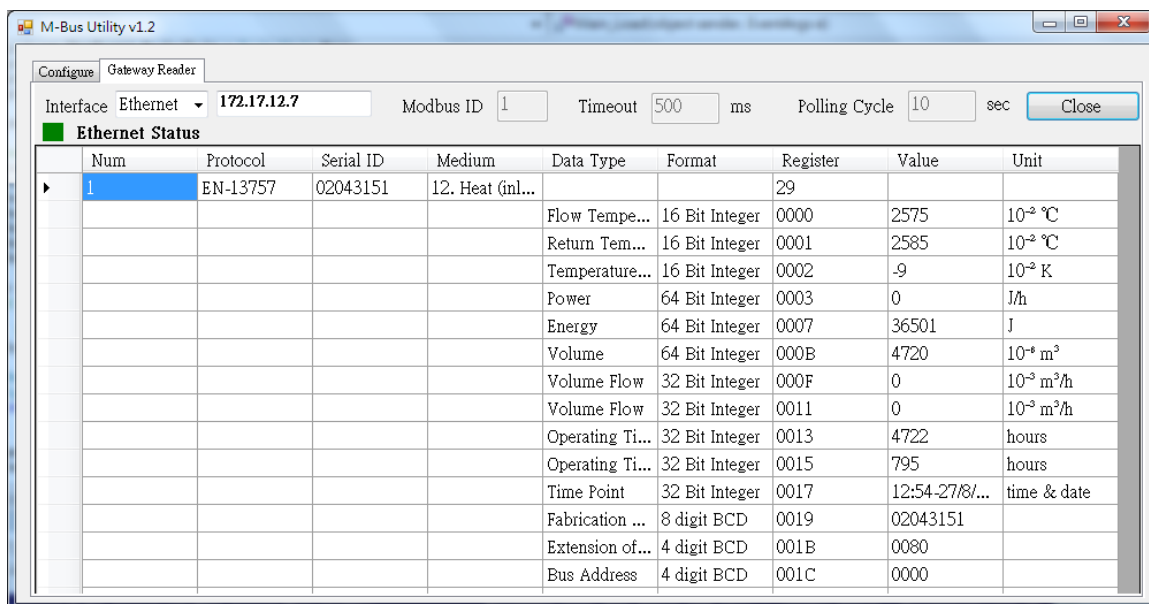 M-Bus Utility v1.2
Configure Gateway Reader
Interface Ethernet 172.17.12.7 Modbus ID 1 Timeout 500 ms Polling Cycle 10 sec Close
Ethernet Status
Num Protocol Serial ID Medium Data Type Format Register Value Unit
1 EN-13757 02043151 12. Heat (inl... 29
Flow Tempe... 16 Bit Integer 0000 2575 10⁻² ℃
Return Tem... 16 Bit Integer 0001 2585 10⁻² ℃
Temperature... 16 Bit Integer 0002 -9 10⁻² K
Power 64 Bit Integer 0003 0 J/h
Energy 64 Bit Integer 0007 36501 J
Volume 64 Bit Integer 000B 4720 10⁻⁶ m³
Volume Flow 32 Bit Integer 000F 0 10⁻³ m³/h
Volume Flow 32 Bit Integer 0011 0 10⁻³ m³/h
Operating Ti... 32 Bit Integer 0013 4722 hours
Operating Ti... 32 Bit Integer 0015 795 hours
Time Point 32 Bit Integer 0017 12:54-27/8/... time & date
Fabrication ... 8 digit BCD 0019 02043151
Extension of... 4 digit BCD 001B 0080
Bus Address 4 digit BCD 001C 0000